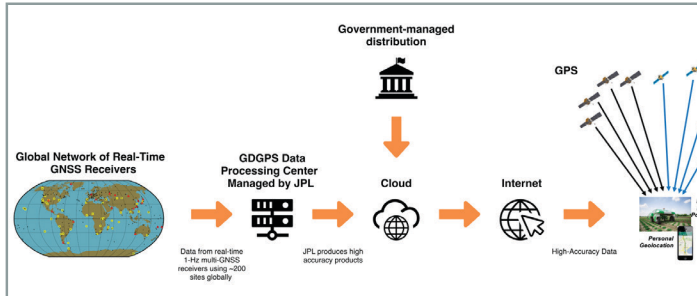 Government-managed
distribution
GPS
Global Network of Real-Time
GNSS Receivers
GDGPS Data
Processing Center
Managed by JPL
Cloud
Internet
Data from real-time
1-Hz multi-GNSS
receivers using ~200
sites globally
JPL produces high
accuracy products
High-Accuracy Data
Personal
Geolocation